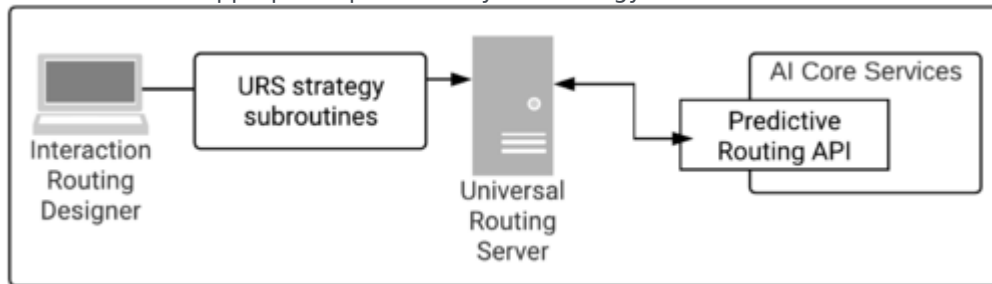 URS strategy
subroutines
AI Core Services
Predictive
Routing API
Interaction
Routing
Designer
Universal
Routing
Server